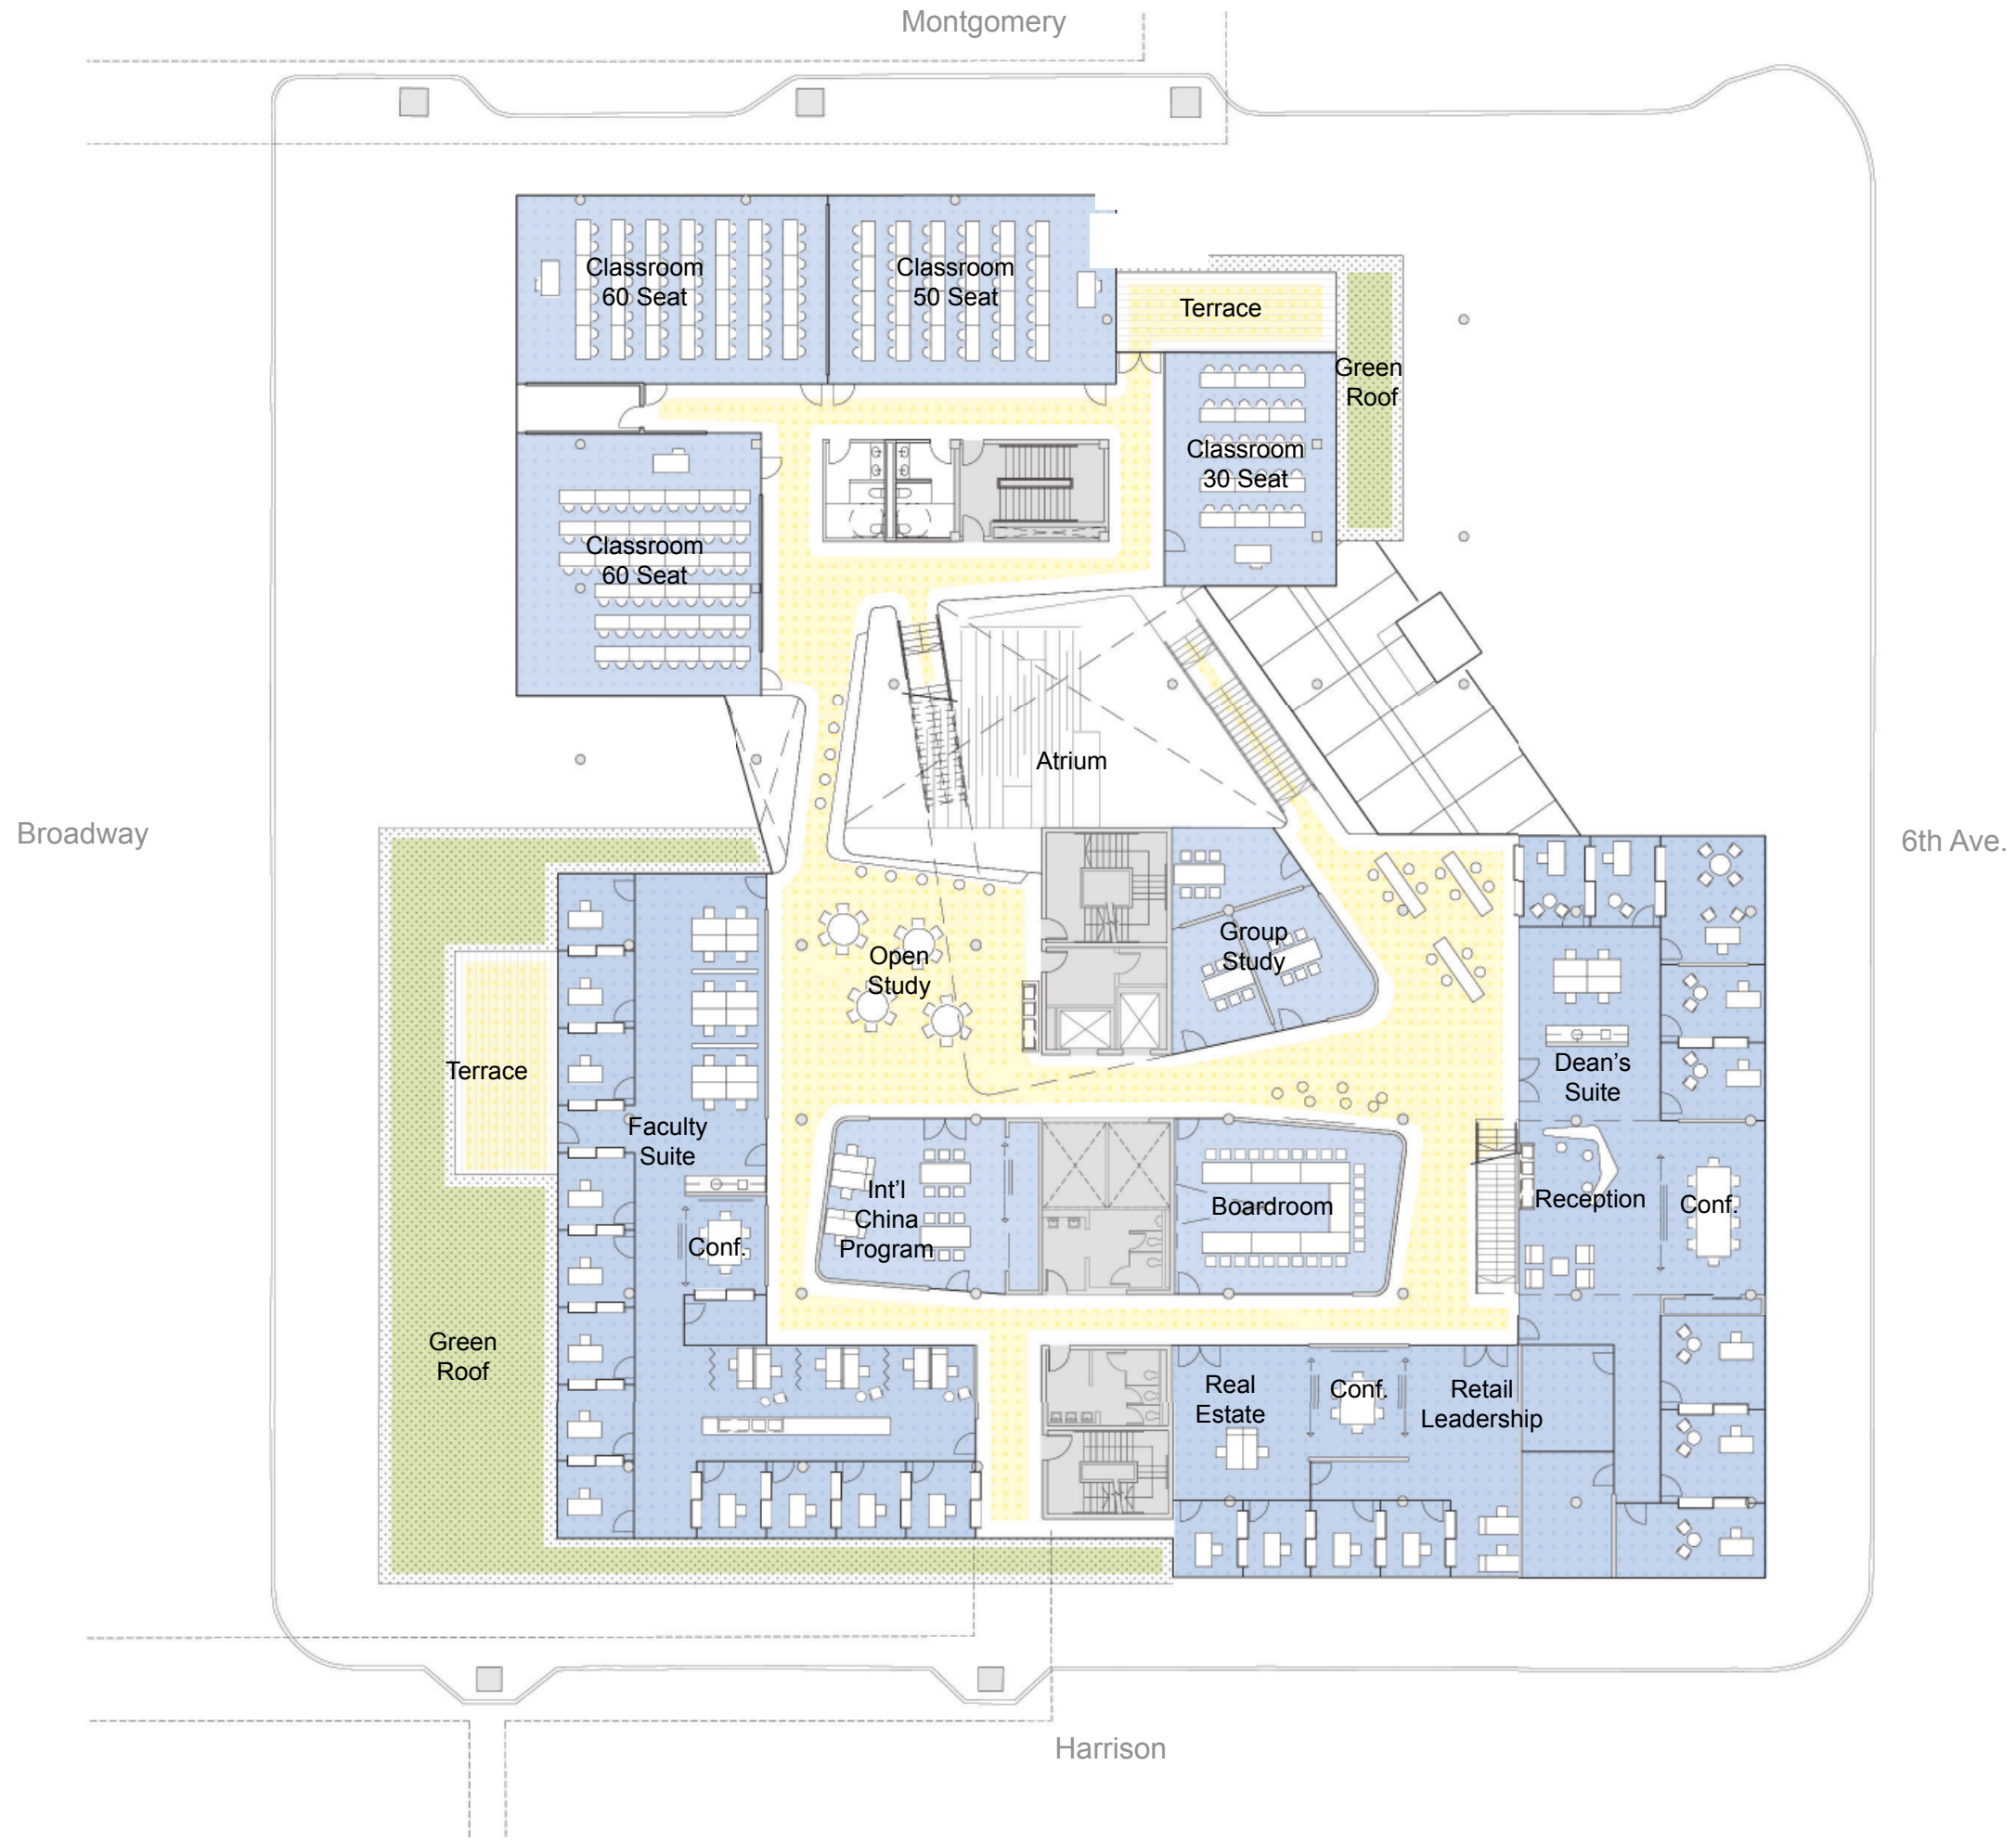 Montgomery
Classroom
60 Seat
Classroom
50 Seat
Terrace
Green
Roof
Classroom
30 Seat
Classroom
60 Seat
Atrium
Broadway
6th Ave.
Open
Study
Group
Study
Terrace
Faculty
Suite
Dean’s
Suite
Int’l
China
Program
Boardroom
Reception
Conf.
Conf.
Green
Roof
Real
Estate
Conf.
Retail
Leadership
Harrison